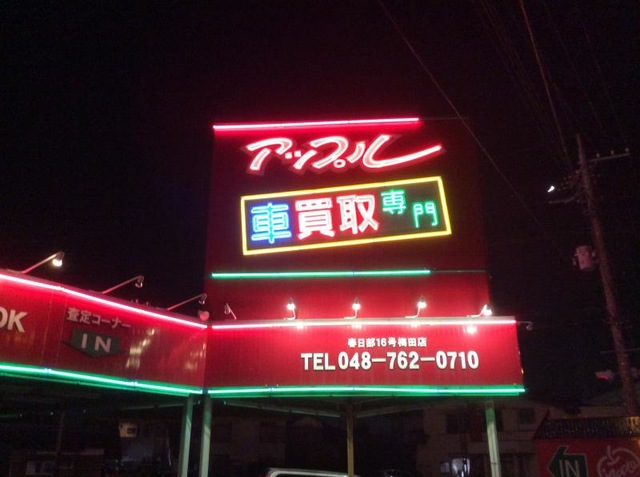 アップル
車買取専門
OK
査定コーナー
IN
春日部16号梅田店
TEL 048-762-0710
IN